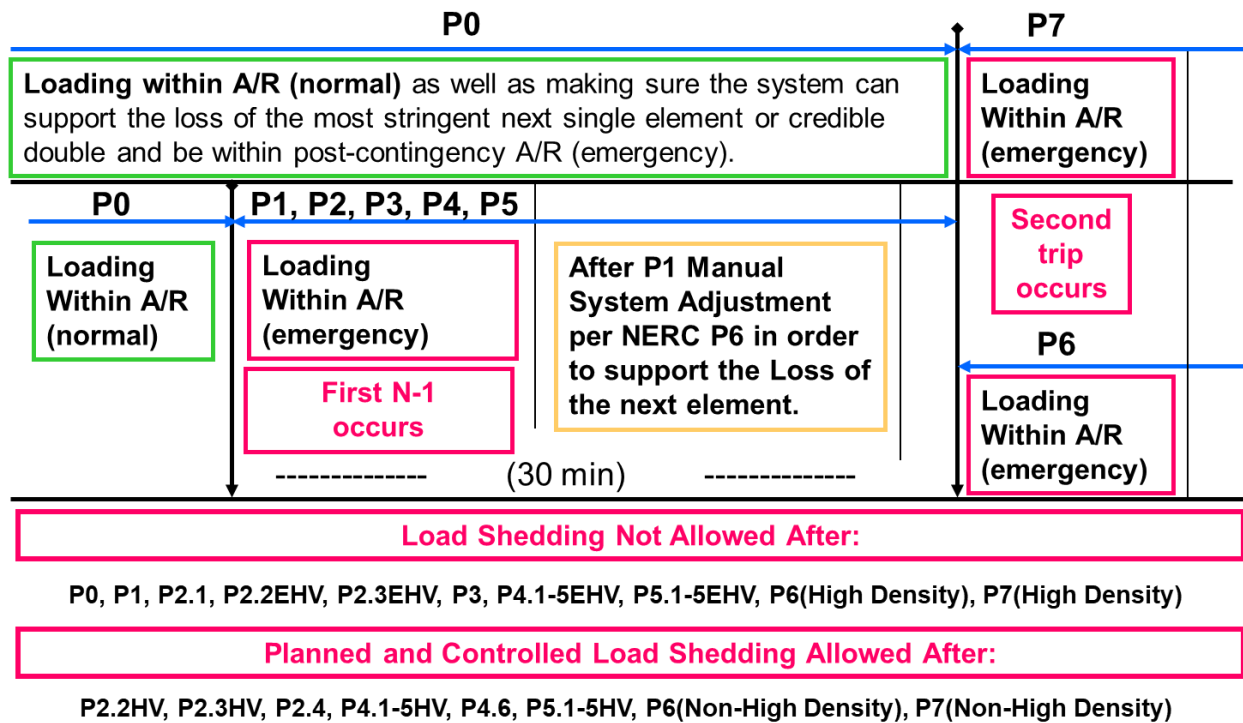 P0
P7
Loading within A/R (normal) as well as making sure the system can
support the loss of the most stringent next single element or credible
double and be within post-contingency A/R (emergency).
Loading
Within A/R
(emergency)
P0
P1, P2, P3, P4, P5
Loading
Within A/R
(normal)
Loading
Within A/R
(emergency)
First N-1
occurs
After P1 Manual
System Adjustment
per NERC P6 in order
to support the Loss of
the next element.
Second
trip
occurs
P6
Loading
Within A/R
(emergency)
-------------- (30 min) --------------
Load Shedding Not Allowed After:
P0, P1, P2.1, P2.2EHV, P2.3EHV, P3, P4.1-5EHV, P5.1-5EHV, P6(High Density), P7(High Density)
Planned and Controlled Load Shedding Allowed After:
P2.2HV, P2.3HV, P2.4, P4.1-5HV, P4.6, P5.1-5HV, P6(Non-High Density), P7(Non-High Density)